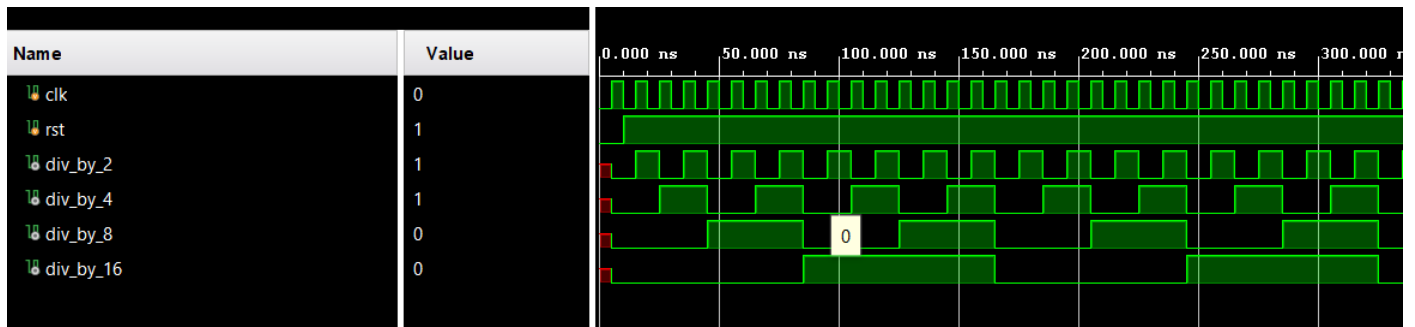 Name Value 0.000 ns 50.000 ns 100.000 ns 150.000 ns 200.000 ns 250.000 ns 300.000 n
clk 0
rst 1
div_by_2 1
div_by_4 1
div_by_8 0 0
div_by_16 0